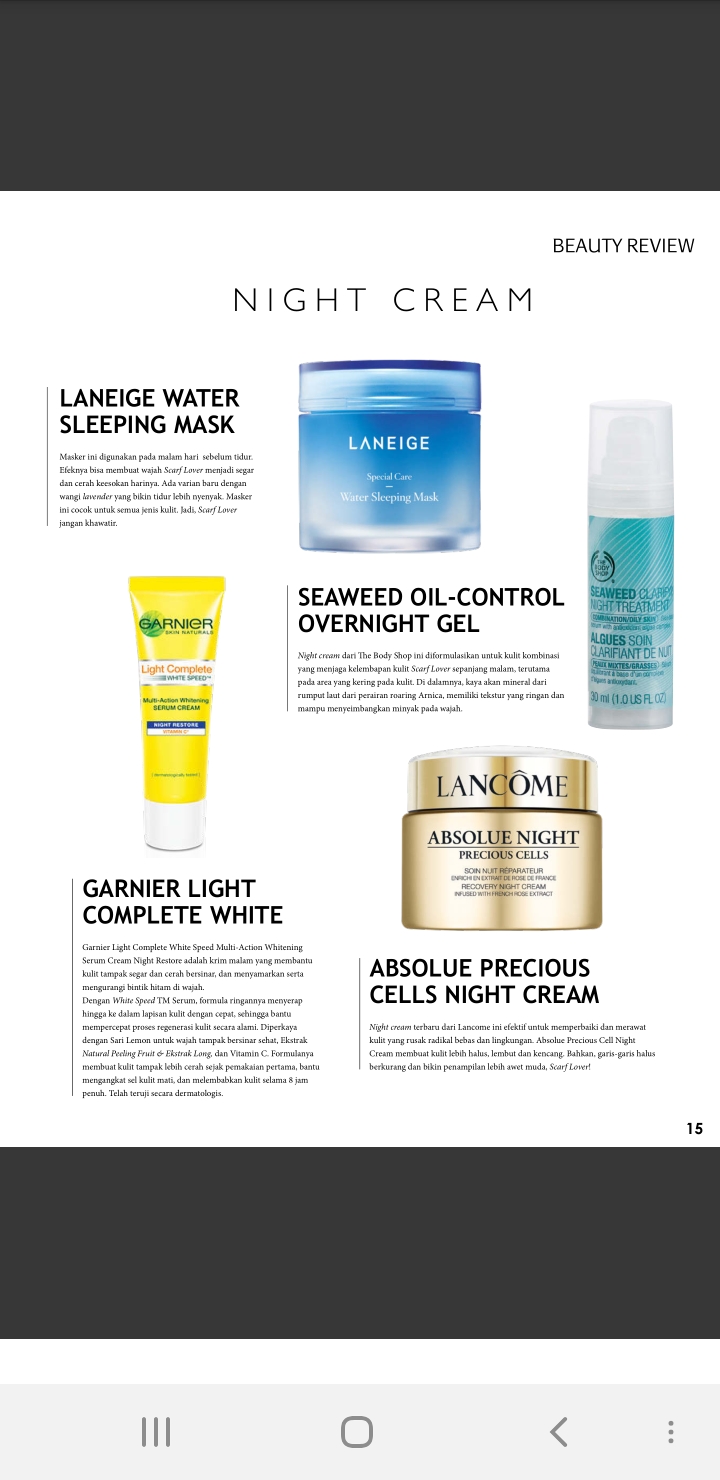 BEAUTY REVIEW
NIGHT CREAM
LANEIGE WATER
SLEEPING MASK
Masker ini digunakan pada malam hari sebelum tidur.
Efeknya bisa membuat wajah Scarf Lover menjadi segar
dan cerah keesokan harinya. Ada varian baru dengan
wangi lavender yang bikin tidur lebih nyenyak. Masker
ini cocok untuk semua jenis kulit. Jadi, Scarf Lover
jangan khawatir.
LANEIGE
Special Care
Water Sleeping Mask
THE
BODY
SHOP
SEAWEED CLARIFY
NIGHT TREATMENT
COMBINATION/OILY SKIN
ALGUES SOIN
CLARIFIANT DE NUIT
PEAUX MIXTES/GRASSES
30 ml (1.0 US FL OZ)
SEAWEED OIL-CONTROL
OVERNIGHT GEL
Night cream dari The Body Shop ini diformulasikan untuk kulit kombinasi
yang menjaga kelembapan kulit Scarf Lover sepanjang malam, terutama
pada area yang kering pada kulit. Di dalamnya, kaya akan mineral dari
rumput laut dari perairan roaring Arnica, memiliki tekstur yang ringan dan
mampu menyeimbangkan minyak pada wajah.
GARNIER
SKIN NATURALS
Light Complete
WHITE SPEED™
Multi-Action Whitening
SERUM CREAM
NIGHT RESTORE
VITAMIN C*
GARNIER LIGHT
COMPLETE WHITE
Garnier Light Complete White Speed Multi-Action Whitening
Serum Cream Night Restore adalah krim malam yang membantu
kulit tampak segar dan cerah bersinar, dan menyamarkan serta
mengurangi bintik hitam di wajah.
Dengan White Speed TM Serum, formula ringannya menyerap
hingga ke dalam lapisan kulit dengan cepat, sehingga bantu
mempercepat proses regenerasi kulit secara alami. Diperkaya
dengan Sari Lemon untuk wajah tampak bersinar sehat, Ekstrak
Natural Peeling Fruit & Ekstrak Long, dan Vitamin C. Formulanya
membuat kulit tampak lebih cerah sejak pemakaian pertama, bantu
mengangkat sel kulit mati, dan melembabkan kulit selama 8 jam
penuh. Telah teruji secara dermatologis.
LANCÔME
ABSOLUE NIGHT
PRECIOUS CELLS
SOIN NUIT RÉPARATEUR
ENRICHI EN EXTRAIT DE ROSE DE FRANCE
RECOVERY NIGHT CREAM
INFUSED WITH FRENCH ROSE EXTRACT
ABSOLUE PRECIOUS
CELLS NIGHT CREAM
Night cream terbaru dari Lancome ini efektif untuk memperbaiki dan merawat
kulit yang rusak radikal bebas dan lingkungan. Absolue Precious Cell Night
Cream membuat kulit lebih halus, lembut dan kencang. Bahkan, garis-garis halus
berkurang dan bikin penampilan lebih awet muda, Scarf Lover!
15